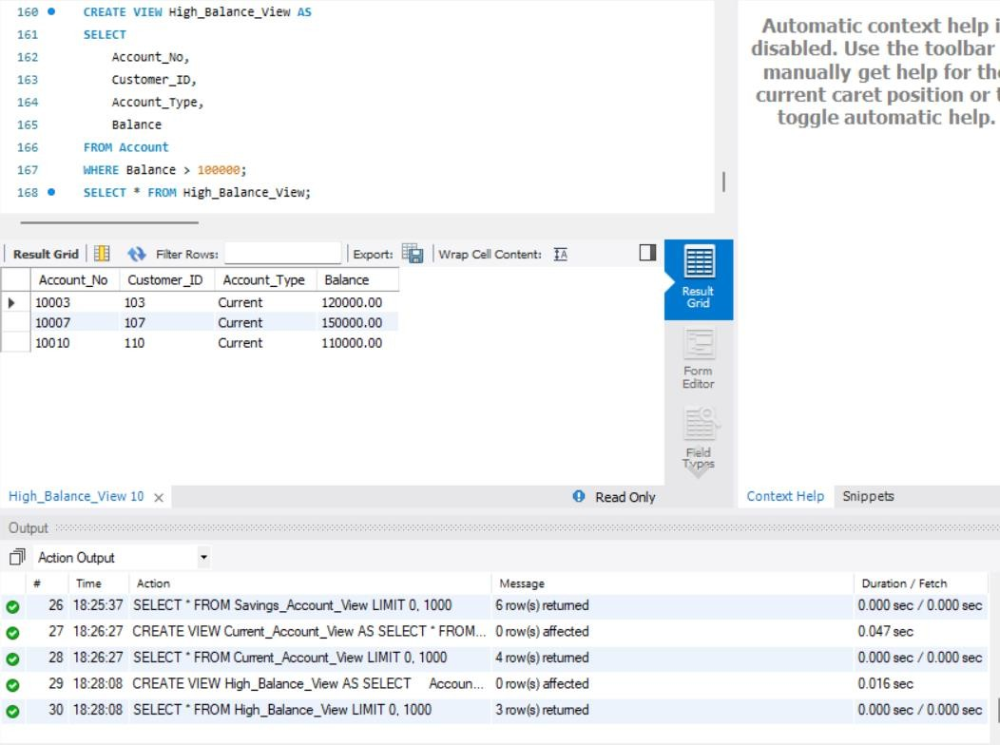 160 CREATE VIEW High_Balance_View AS
161 SELECT
162 Account_No,
163 Customer_ID,
164 Account_Type,
165 Balance
166 FROM Account
167 WHERE Balance > 100000;
168 SELECT * FROM High_Balance_View;
Automatic context help i
disabled. Use the toolbar
manually get help for the
current caret position or t
toggle automatic help.
Result Grid Filter Rows: Export: Wrap Cell Content:
Account_No Customer_ID Account_Type Balance
10003 103 Current 120000.00
10007 107 Current 150000.00
10010 110 Current 110000.00
Result
Grid
Form
Editor
Field
Types
High_Balance_View 10 Read Only
Context Help Snippets
Output
Action Output
# Time Action Message Duration / Fetch
26 18:25:37 SELECT * FROM Savings_Account_View LIMIT 0, 1000 6 row(s) returned 0.000 sec / 0.000 sec
27 18:26:27 CREATE VIEW Current_Account_View AS SELECT * FROM... 0 row(s) affected 0.047 sec
28 18:26:27 SELECT * FROM Current_Account_View LIMIT 0, 1000 4 row(s) returned 0.000 sec / 0.000 sec
29 18:28:08 CREATE VIEW High_Balance_View AS SELECT Accoun... 0 row(s) affected 0.016 sec
30 18:28:08 SELECT * FROM High_Balance_View LIMIT 0, 1000 3 row(s) returned 0.000 sec / 0.000 sec